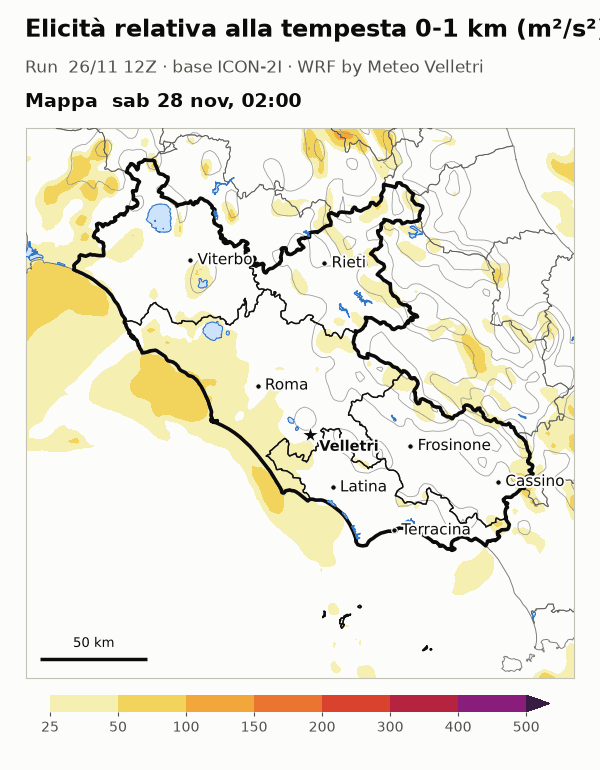 Elicità relativa alla tempesta 0-1 km (m²/s²)
Run  26/11 12Z · base ICON-2I · WRF by Meteo Velletri
Mappa  sab 28 nov, 02:00
Viterbo
Rieti
Roma
Velletri
Frosinone
Latina
Cassino
Terracina
50 km
25 50 100 150 200 300 400 500